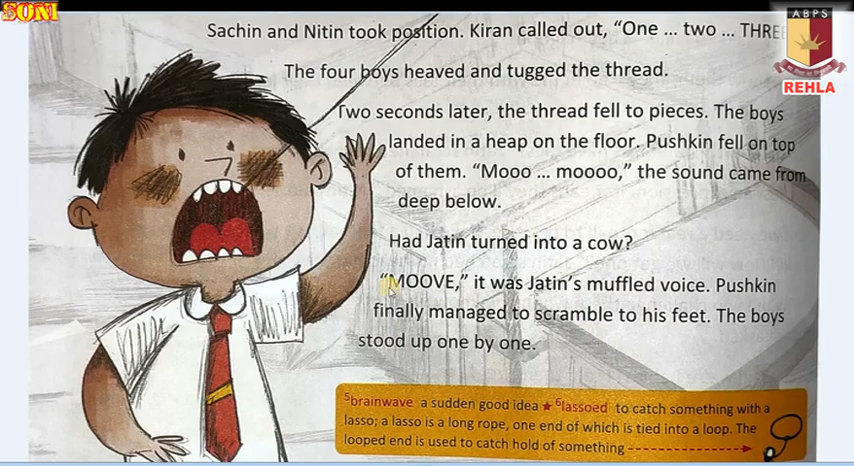 SONI
ABPS
REHLA
Sachin and Nitin took position. Kiran called out, “One ... two ... THREE
The four boys heaved and tugged the thread.
Two seconds later, the thread fell to pieces. The boys
landed in a heap on the floor. Pushkin fell on top
of them. “Mooo ... moooo,” the sound came from
deep below.
Had Jatin turned into a cow?
“MOOVE,” it was Jatin’s muffled voice. Pushkin
finally managed to scramble to his feet. The boys
stood up one by one.
5brainwave a sudden good idea ★ 6lassoed to catch something with a
lasso; a lasso is a long rope, one end of which is tied into a loop. The
looped end is used to catch hold of something